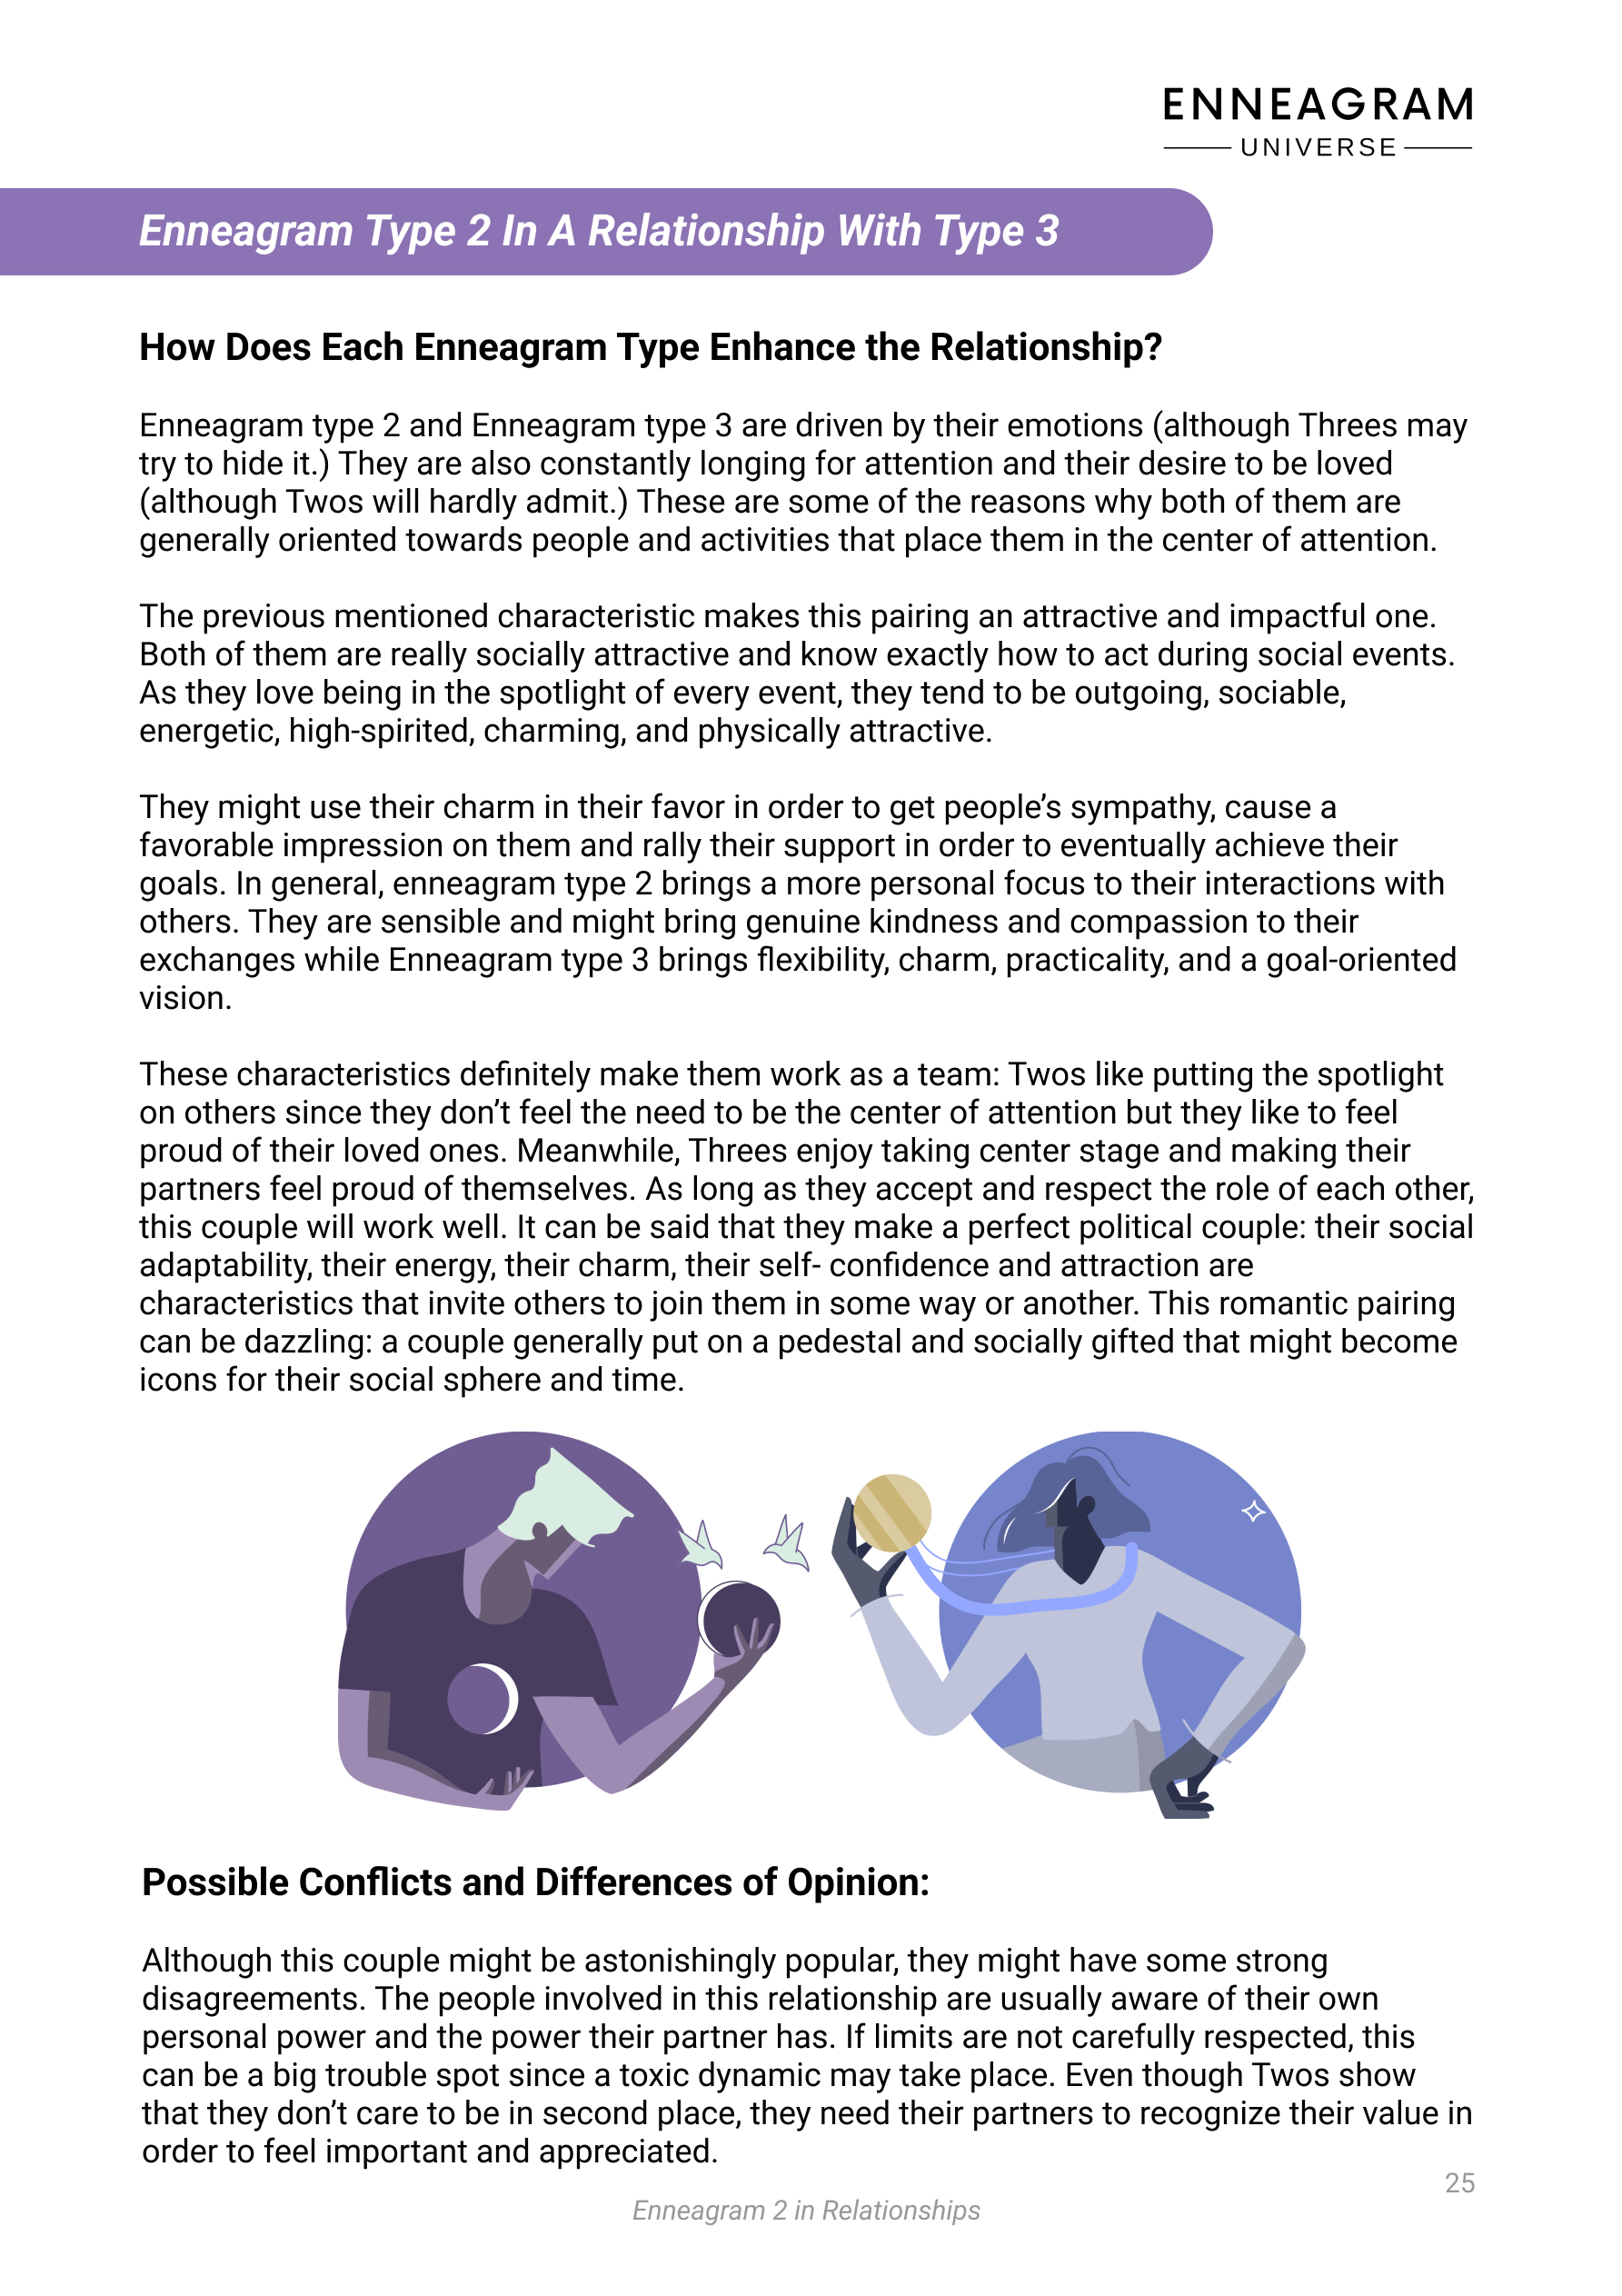 ENNEAGRAM
UNIVERSE
Enneagram Type 2 In A Relationship With Type 3
How Does Each Enneagram Type Enhance the Relationship?
Enneagram type 2 and Enneagram type 3 are driven by their emotions (although Threes may
try to hide it.) They are also constantly longing for attention and their desire to be loved
(although Twos will hardly admit.) These are some of the reasons why both of them are
generally oriented towards people and activities that place them in the center of attention.
The previous mentioned characteristic makes this pairing an attractive and impactful one.
Both of them are really socially attractive and know exactly how to act during social events.
As they love being in the spotlight of every event, they tend to be outgoing, sociable,
energetic, high-spirited, charming, and physically attractive.
They might use their charm in their favor in order to get people’s sympathy, cause a
favorable impression on them and rally their support in order to eventually achieve their
goals. In general, enneagram type 2 brings a more personal focus to their interactions with
others. They are sensible and might bring genuine kindness and compassion to their
exchanges while Enneagram type 3 brings flexibility, charm, practicality, and a goal-oriented
vision.
These characteristics definitely make them work as a team: Twos like putting the spotlight
on others since they don’t feel the need to be the center of attention but they like to feel
proud of their loved ones. Meanwhile, Threes enjoy taking center stage and making their
partners feel proud of themselves. As long as they accept and respect the role of each other,
this couple will work well. It can be said that they make a perfect political couple: their social
adaptability, their energy, their charm, their self- confidence and attraction are
characteristics that invite others to join them in some way or another. This romantic pairing
can be dazzling: a couple generally put on a pedestal and socially gifted that might become
icons for their social sphere and time.
Possible Conflicts and Differences of Opinion:
Although this couple might be astonishingly popular, they might have some strong
disagreements. The people involved in this relationship are usually aware of their own
personal power and the power their partner has. If limits are not carefully respected, this
can be a big trouble spot since a toxic dynamic may take place. Even though Twos show
that they don’t care to be in second place, they need their partners to recognize their value in
order to feel important and appreciated.
25
Enneagram 2 in Relationships